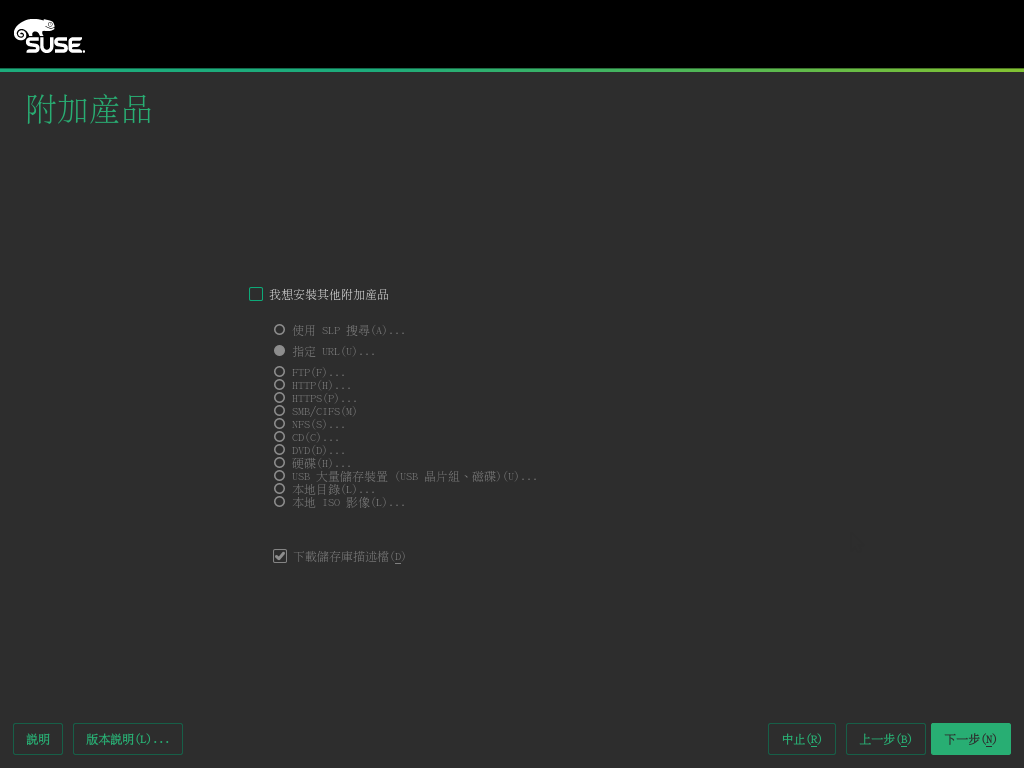 SUSE
附加産品
我想安裝其他附加產品
使用 SLP 搜尋(A)...
指定 URL(U)...
FTP(F)...
HTTP(H)...
HTTPS(P)...
SMB/CIFS(M)
NFS(S)...
CD(C)...
DVD(D)...
硬碟(H)...
USB 大量儲存裝置 (USB 晶片組、磁碟)(U)...
本地目錄(L)...
本地 ISO 影像(L)...
下載儲存庫描述檔(D)
說明 版本說明(L)... 中止(R) 上一步(B) 下一步(N)